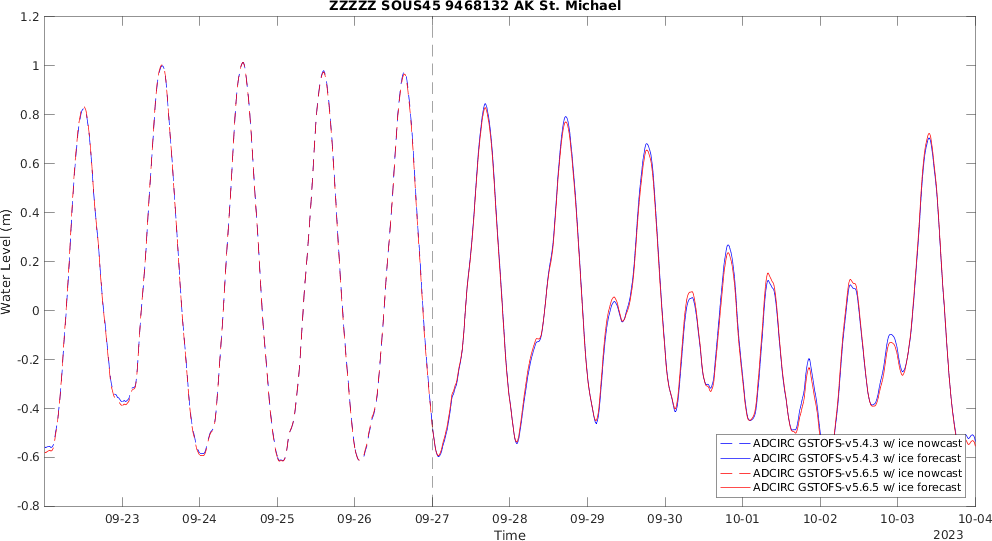 ZZZZZ SOUS45 9468132 AK St. Michael
1.2
1
0.8
0.6
0.4
0.2
0
-0.2
-0.4
-0.6
-0.8
Water Level (m)
ADCIRC GSTOFS-v5.4.3 w/ ice nowcast
ADCIRC GSTOFS-v5.4.3 w/ ice forecast
ADCIRC GSTOFS-v5.6.5 w/ ice nowcast
ADCIRC GSTOFS-v5.6.5 w/ ice forecast
09-23 09-24 09-25 09-26 09-27 09-28 09-29 09-30 10-01 10-02 10-03 10-04
Time
2023